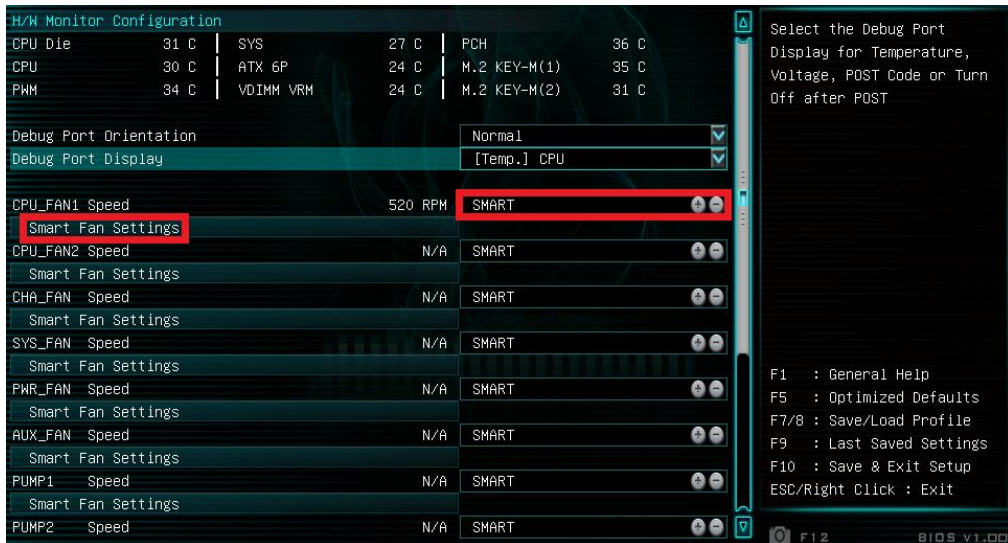 H/W Monitor Configuration
CPU Die 31 C SYS 27 C PCH 36 C
CPU 30 C ATX 6P 24 C M.2 KEY-M(1) 35 C
PWM 34 C VDIMM VRM 24 C M.2 KEY-M(2) 31 C
Debug Port Orientation Normal
Debug Port Display [Temp.] CPU
CPU_FAN1 Speed 520 RPM SMART
Smart Fan Settings
CPU_FAN2 Speed N/A SMART
Smart Fan Settings
CHA_FAN Speed N/A SMART
Smart Fan Settings
SYS_FAN Speed N/A SMART
Smart Fan Settings
PWR_FAN Speed N/A SMART
Smart Fan Settings
AUX_FAN Speed N/A SMART
Smart Fan Settings
PUMP1 Speed N/A SMART
Smart Fan Settings
PUMP2 Speed N/A SMART
Select the Debug Port
Display for Temperature,
Voltage, POST Code or Turn
Off after POST
F1 : General Help
F5 : Optimized Defaults
F7/8 : Save/Load Profile
F9 : Last Saved Settings
F10 : Save & Exit Setup
ESC/Right Click : Exit
F12 BIOS V1.00